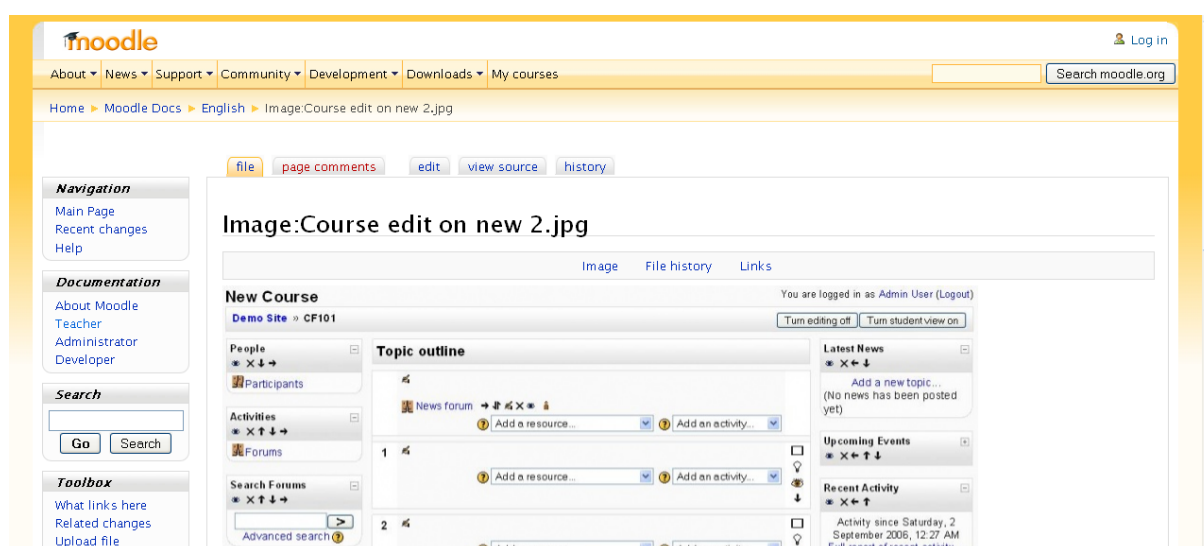 moodle
Log in
About News Support Community Development Downloads My courses
Search moodle.org
Home Moodle Docs English Image:Course edit on new 2.jpg
file page comments edit view source history
Navigation
Main Page
Recent changes
Help
Documentation
About Moodle
Teacher
Administrator
Developer
Search
Go Search
Toolbox
What links here
Related changes
Upload file
Image:Course edit on new 2.jpg
Image File history Links
New Course
You are logged in as Admin User (Logout)
Demo Site » CF101
Turn editing off Turn student view on
People
Participants
Activities
Forums
Search Forums
>
Advanced search
Topic outline
News forum
Add a resource... Add an activity...
1
Add a resource... Add an activity...
2
Latest News
Add a new topic...
(No news has been posted
yet)
Upcoming Events
Recent Activity
Activity since Saturday, 2
September 2006, 12:27 AM
Full report of recent activity